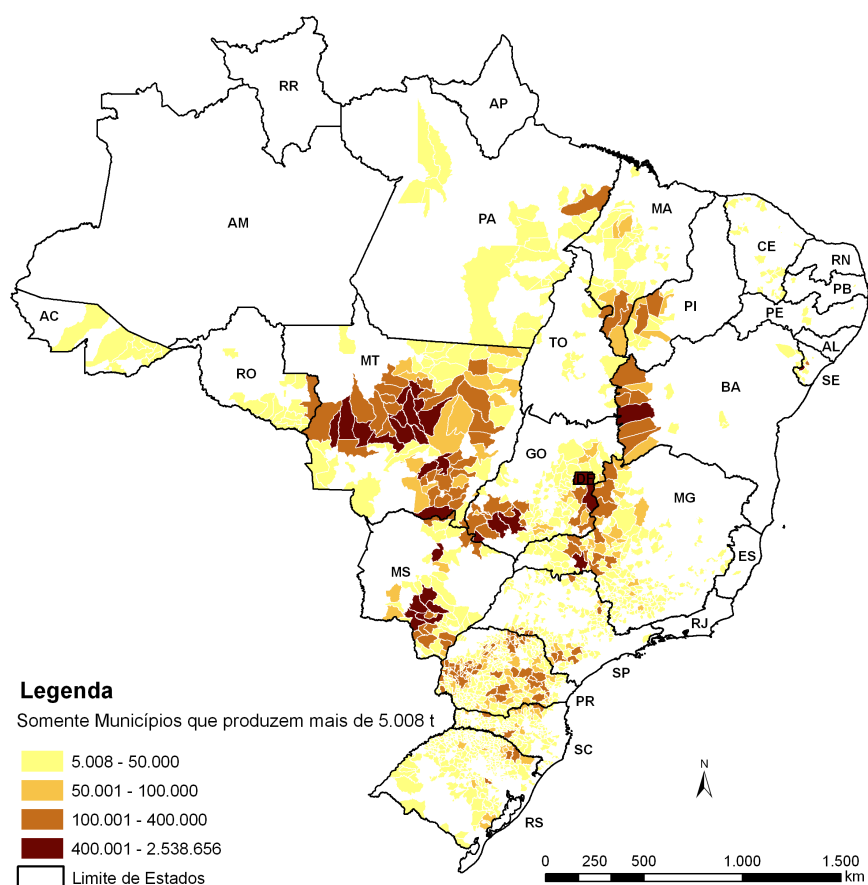 RR
AP
AM
PA
MA
CE
RN
PB
PI
PE
AC
TO
AL
RO
MT
BA
SE
GO
DF
MG
MS
ES
RJ
SP
PR
SC
RS
Legenda
Somente Municípios que produzem mais de 5.008 t
5.008 - 50.000
50.001 - 100.000
100.001 - 400.000
400.001 - 2.538.656
Limite de Estados
N
0 250 500 1.000 1.500
km